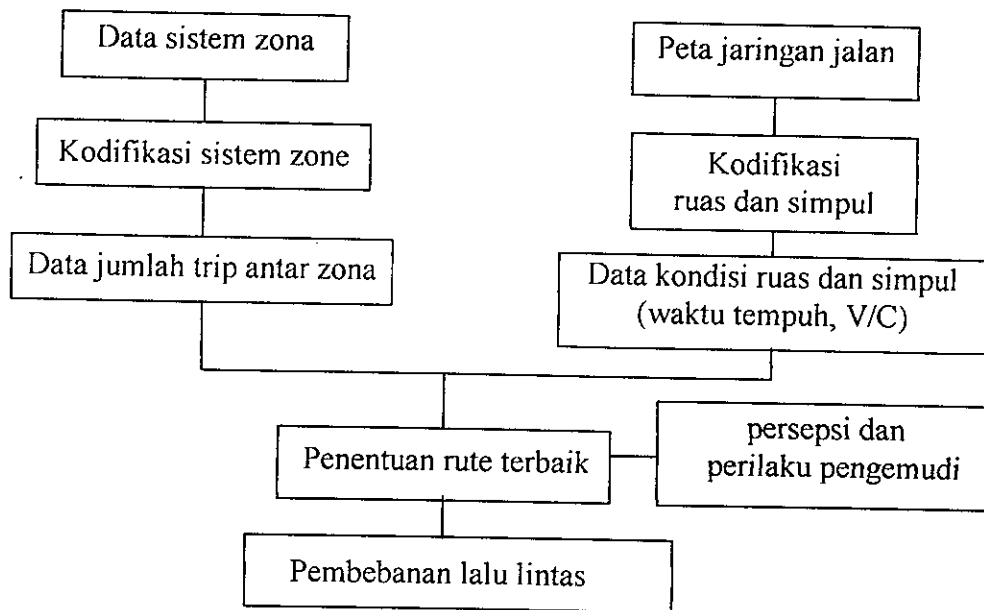 Data sistem zona
Peta jaringan jalan
Kodifikasi sistem zone
Kodifikasi
ruas dan simpul
Data jumlah trip antar zona
Data kondisi ruas dan simpul
(waktu tempuh, V/C)
Penentuan rute terbaik
persepsi dan
perilaku pengemudi
Pembebanan lalu lintas